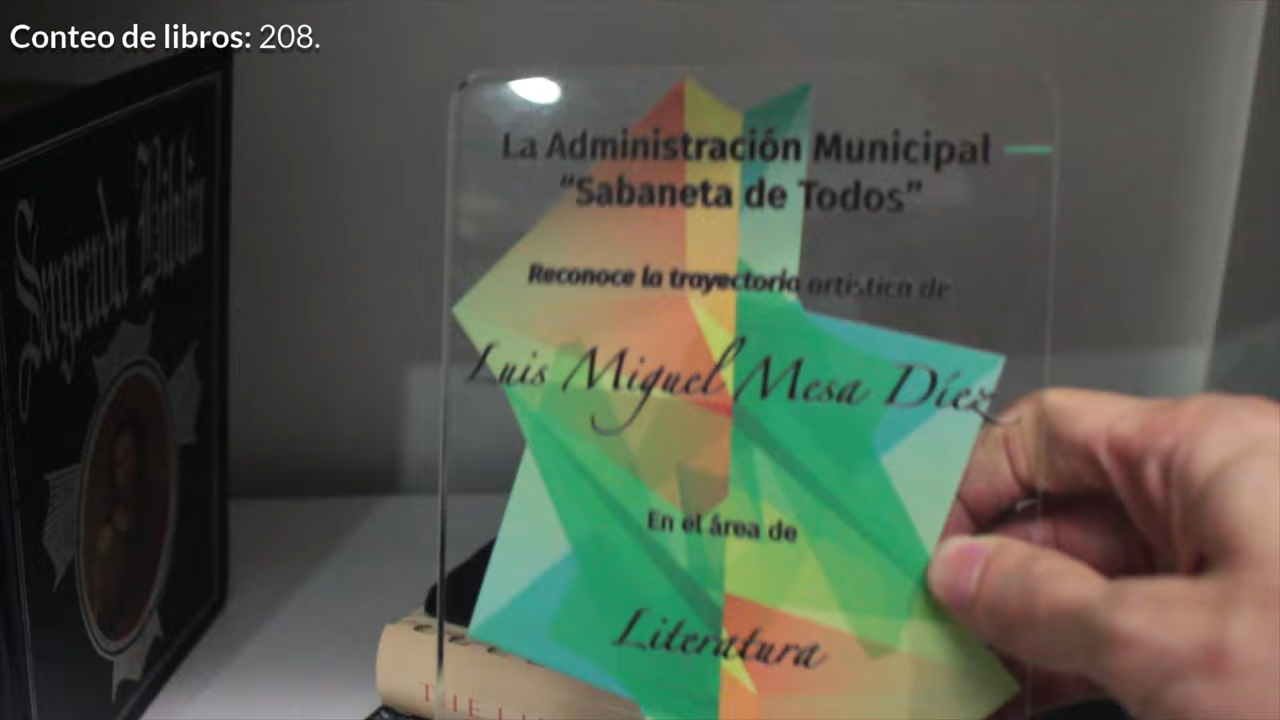 Conteo de libros: 208.
Sagrada Biblia
La Administración Municipal
“Sabaneta de Todos”
Reconoce la trayectoria artística de
Luis Miguel Mesa Díez
En el área de
Literatura
THE